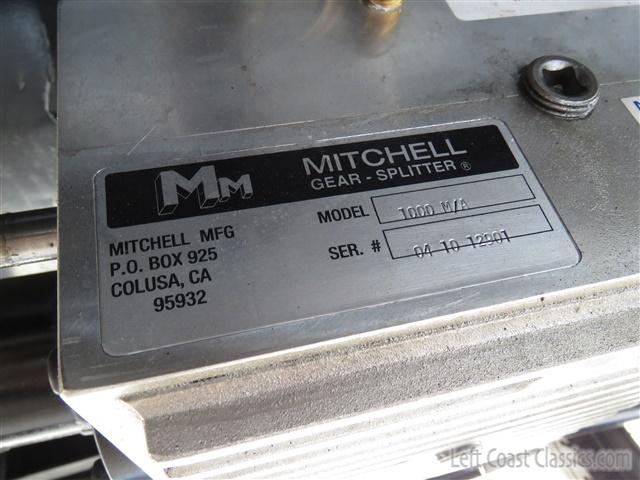 MM MITCHELL
GEAR-SPLITTER®
MITCHELL MFG
P.O. BOX 925
COLUSA, CA
95932
MODEL 1000 M/A
SER. # 04 10 12901
Left Coast Classics.com